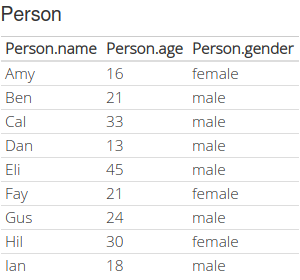 Person
Person.name Person.age Person.gender
Amy 16 female
Ben 21 male
Cal 33 male
Dan 13 male
Eli 45 male
Fay 21 female
Gus 24 male
Hil 30 female
Ian 18 male